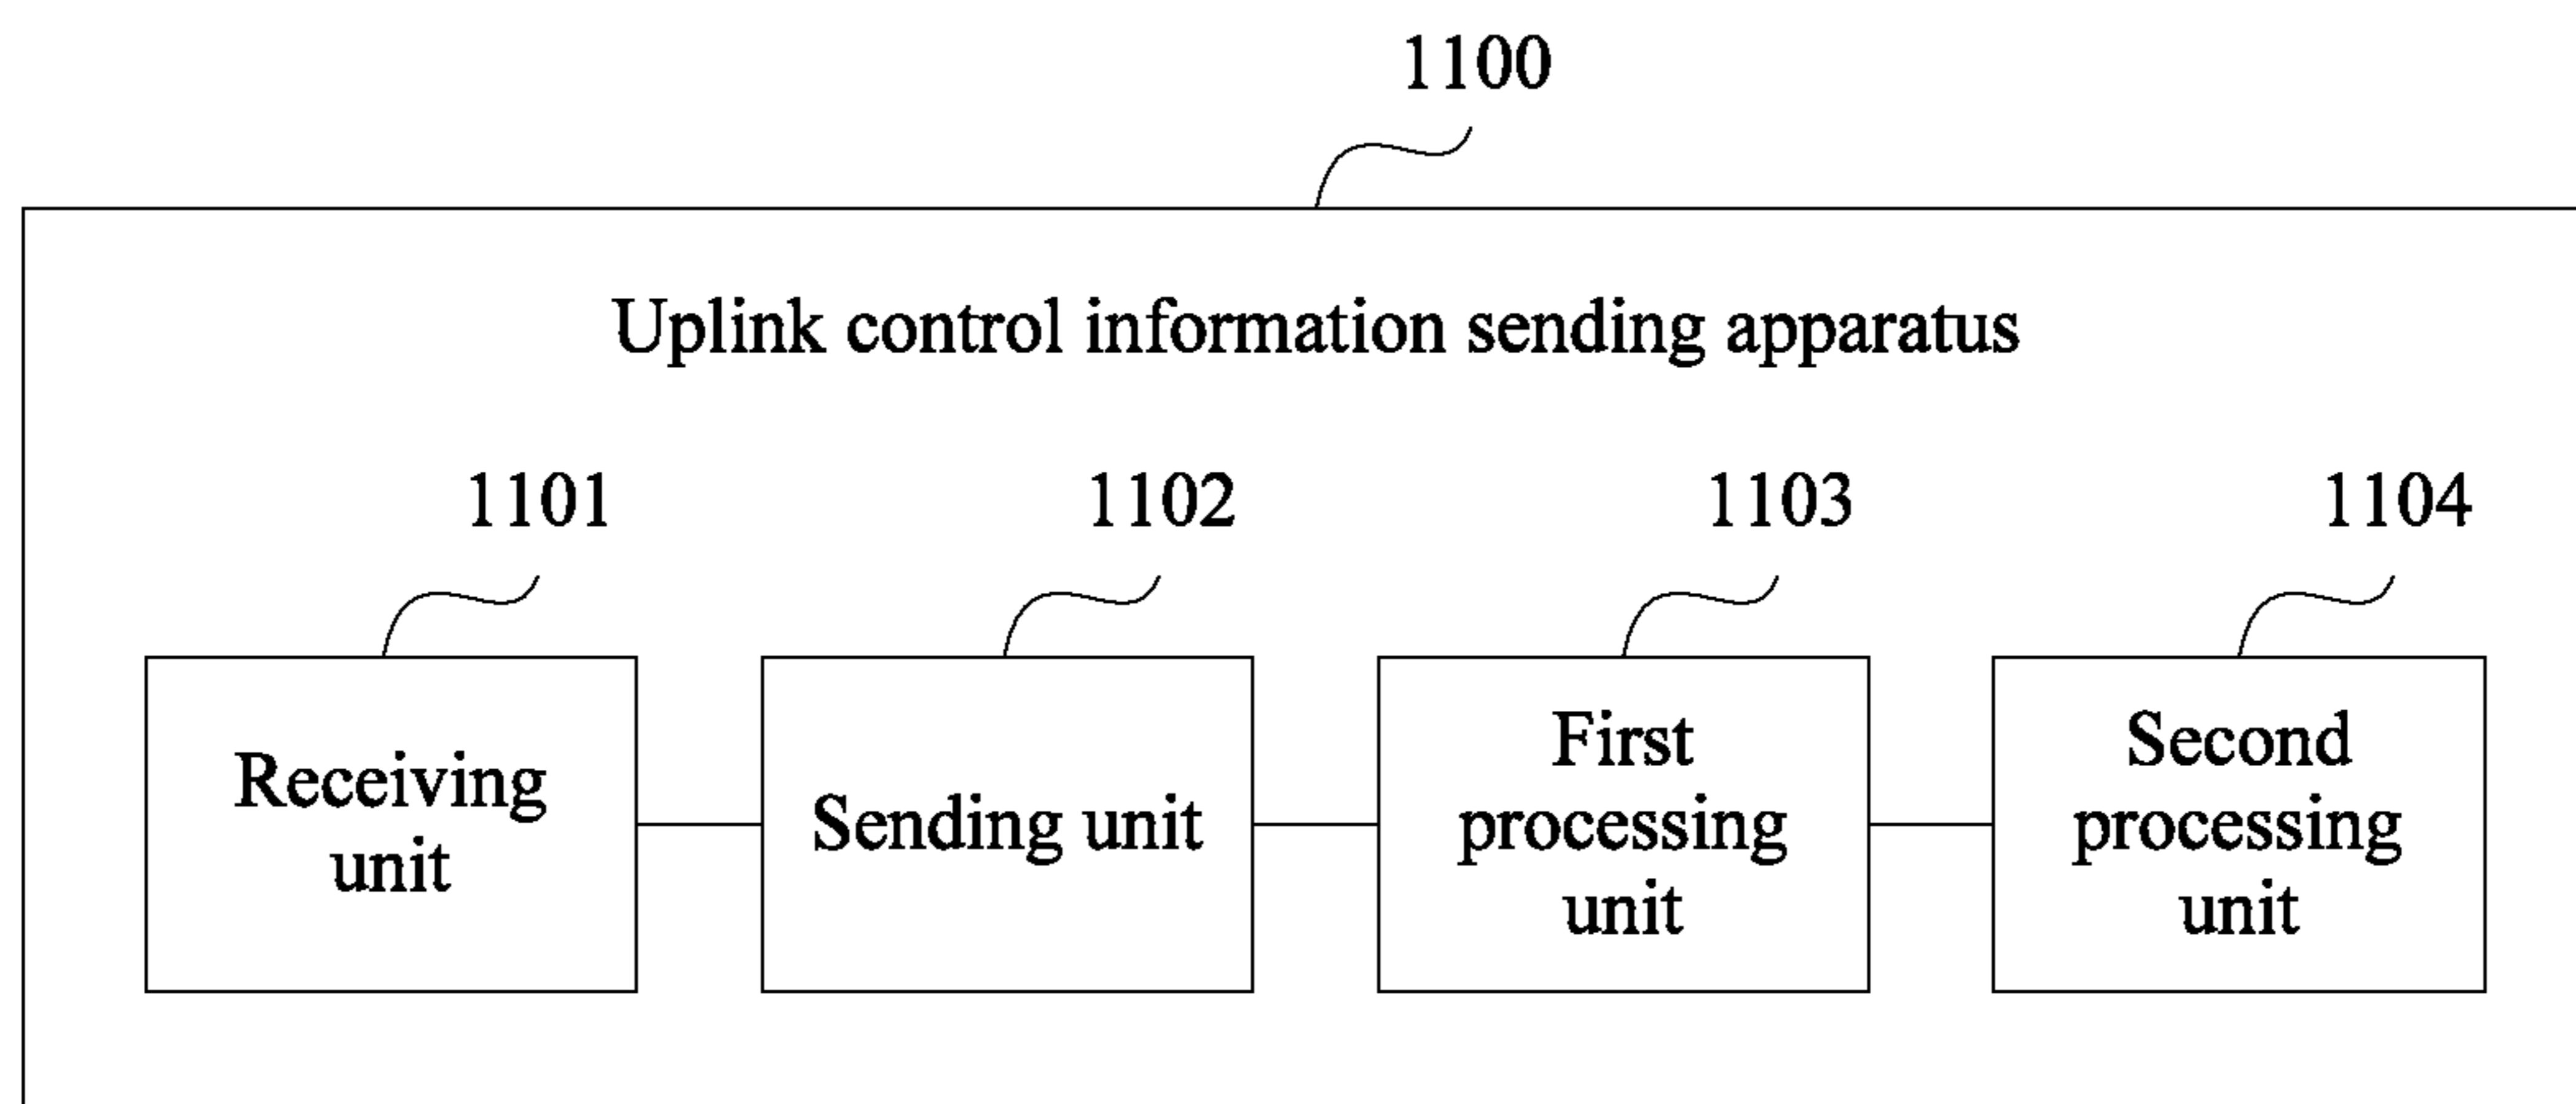 1100
Uplink control information sending apparatus
1101
1102
1103
1104
Receiving
unit
Sending unit
First
processing
unit
Second
processing
unit